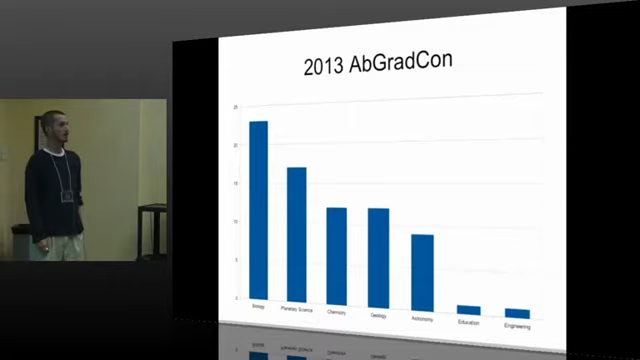 2013 AbGradCon
25
20
15
10
5
0
Biology
Planetary Science
Chemistry
Geology
Astronomy
Education
Engineering